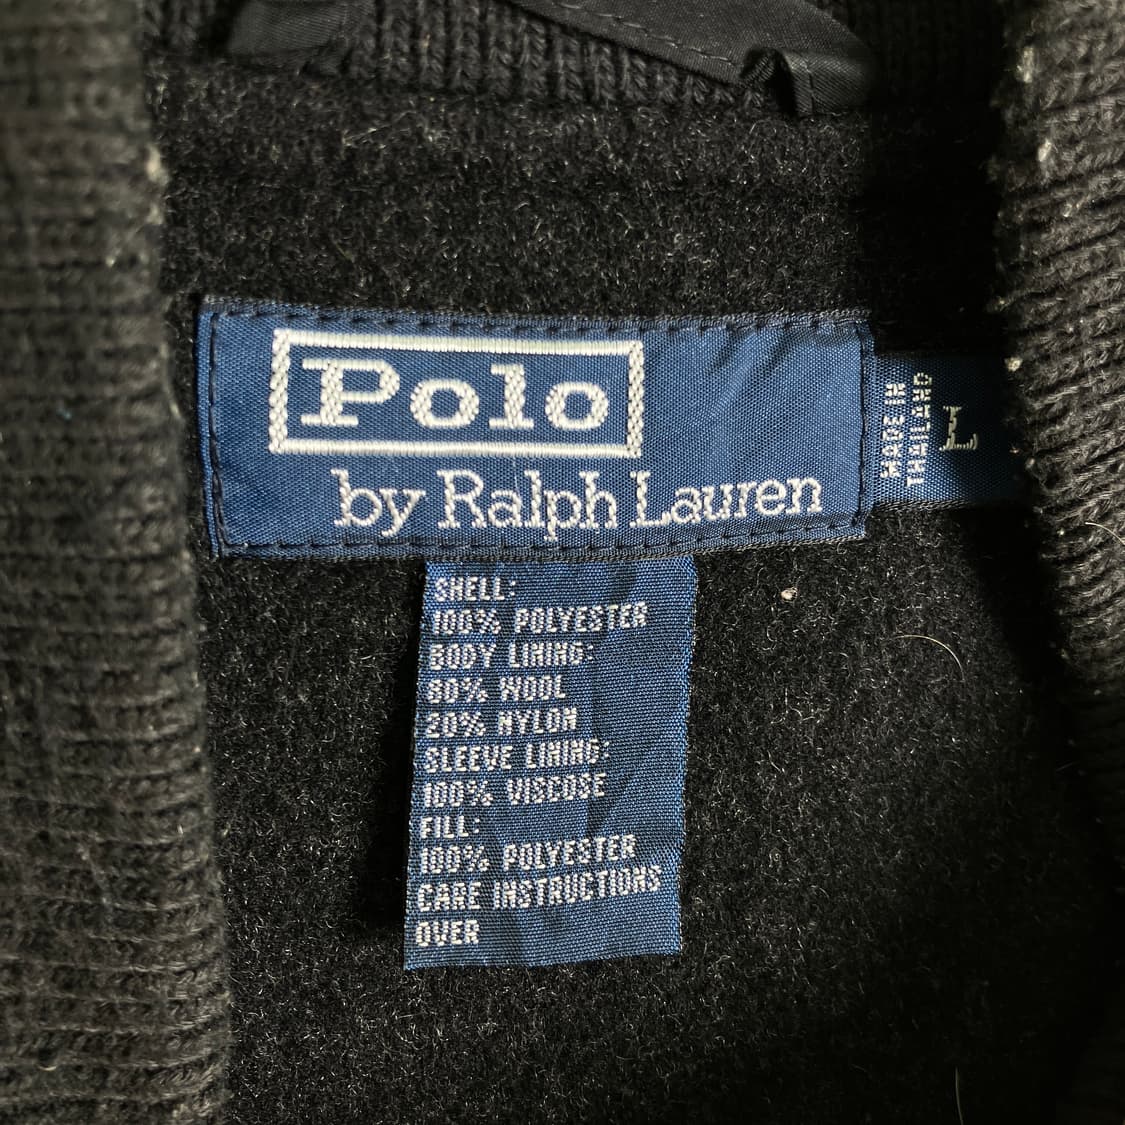 Polo
by Ralph Lauren
MADE IN
THAILAND
L
SHELL:
100% POLYESTER
BODY LINING:
80% WOOL
20% NYLON
SLEEVE LINING:
100% VISCOSE
FILL:
100% POLYESTER
CARE INSTRUCTIONS
OVER